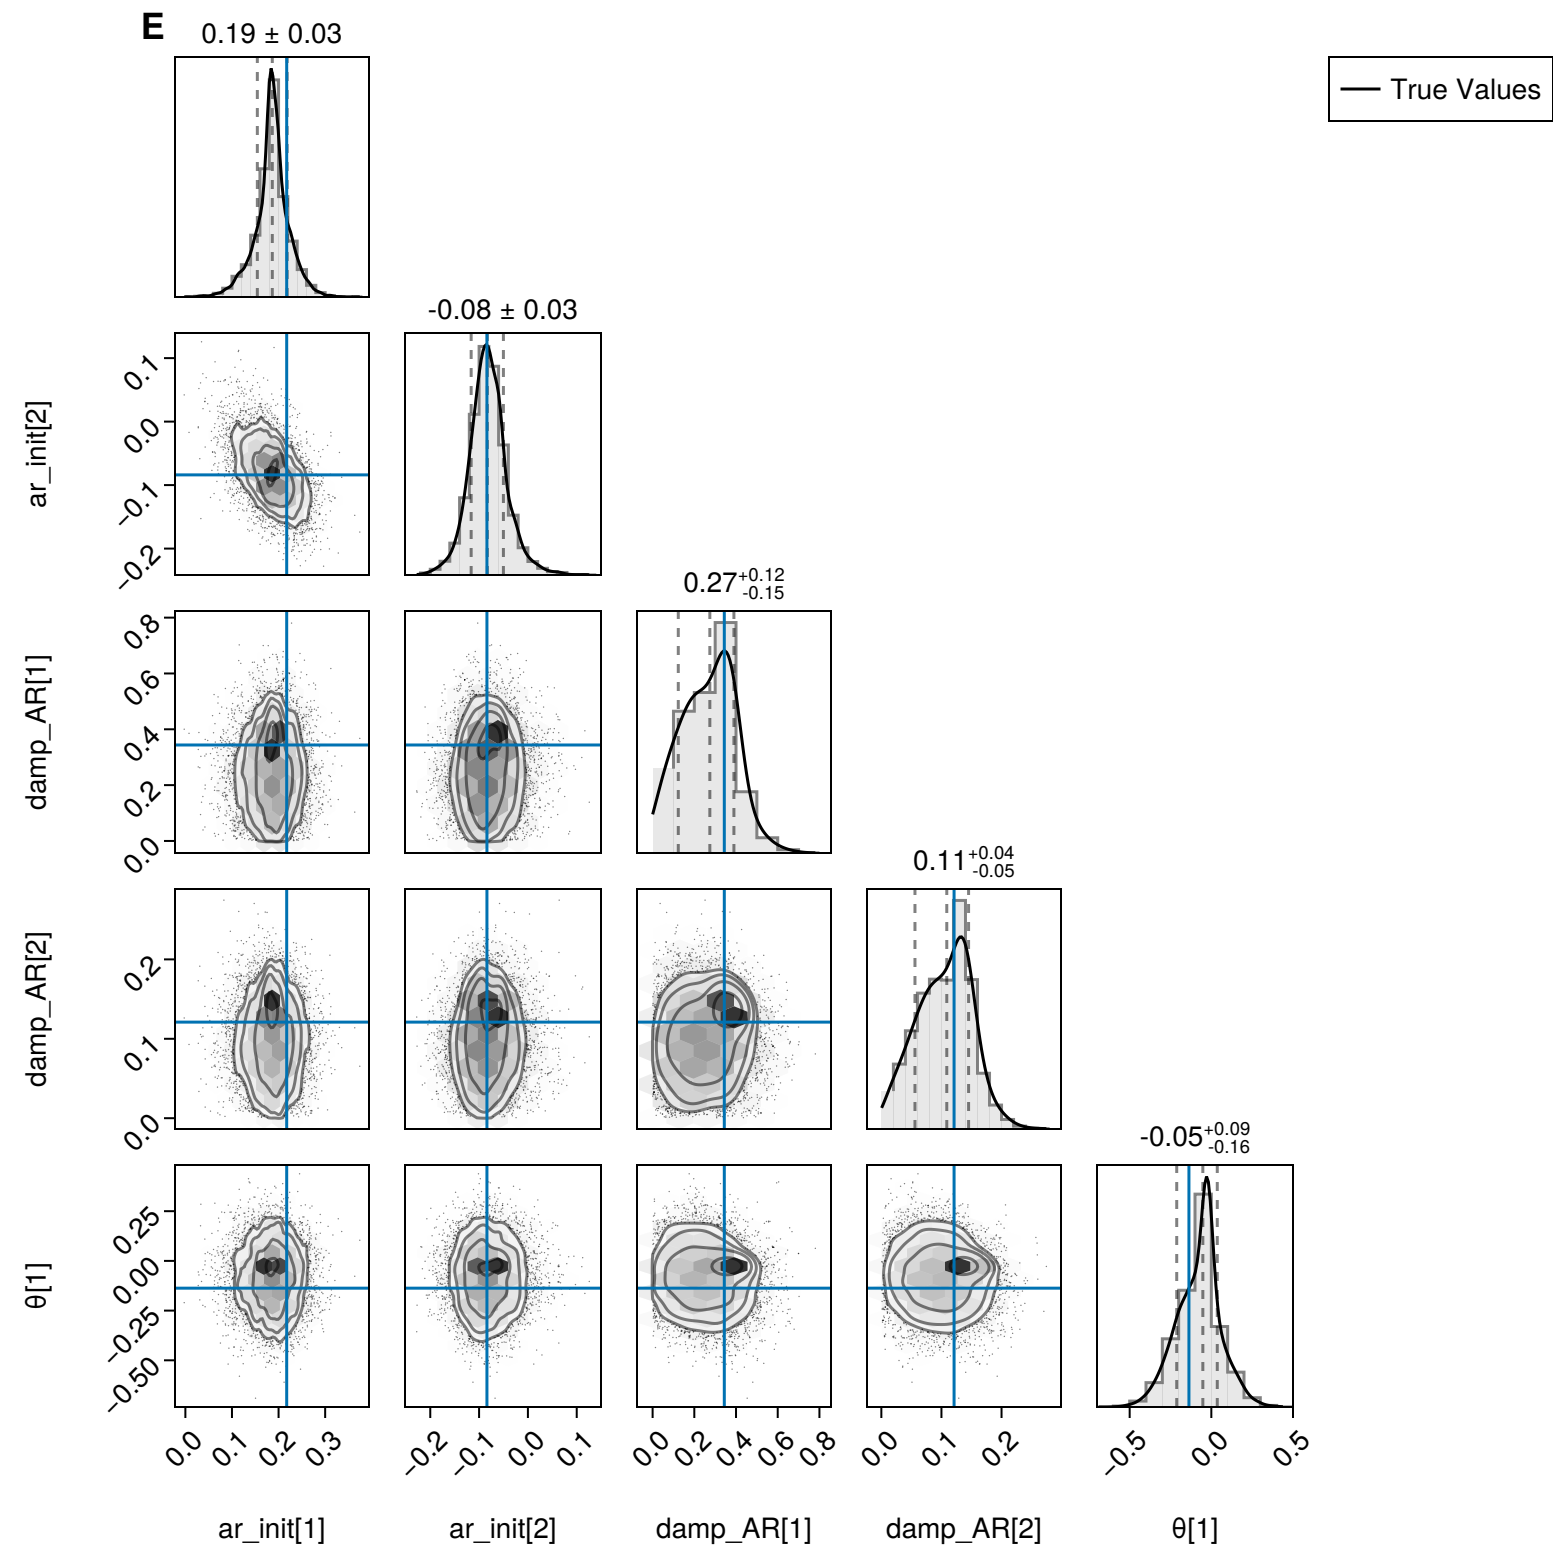 E
0.19 ± 0.03
True Values
-0.08 ± 0.03
ar_init[2]
0.1
0.0
−0.1
−0.2
0.27+0.12-0.15
damp_AR[1]
0.8
0.6
0.4
0.2
0.0
0.11+0.04-0.05
damp_AR[2]
0.2
0.1
0.0
-0.05+0.09-0.16
θ[1]
0.25
0.00
−0.25
−0.50
0.0 0.1 0.2 0.3
−0.2 −0.1 0.0 0.1
0.0 0.2 0.4 0.6 0.8
0.0 0.1 0.2
−0.5 0.0 0.5
ar_init[1]
ar_init[2]
damp_AR[1]
damp_AR[2]
θ[1]